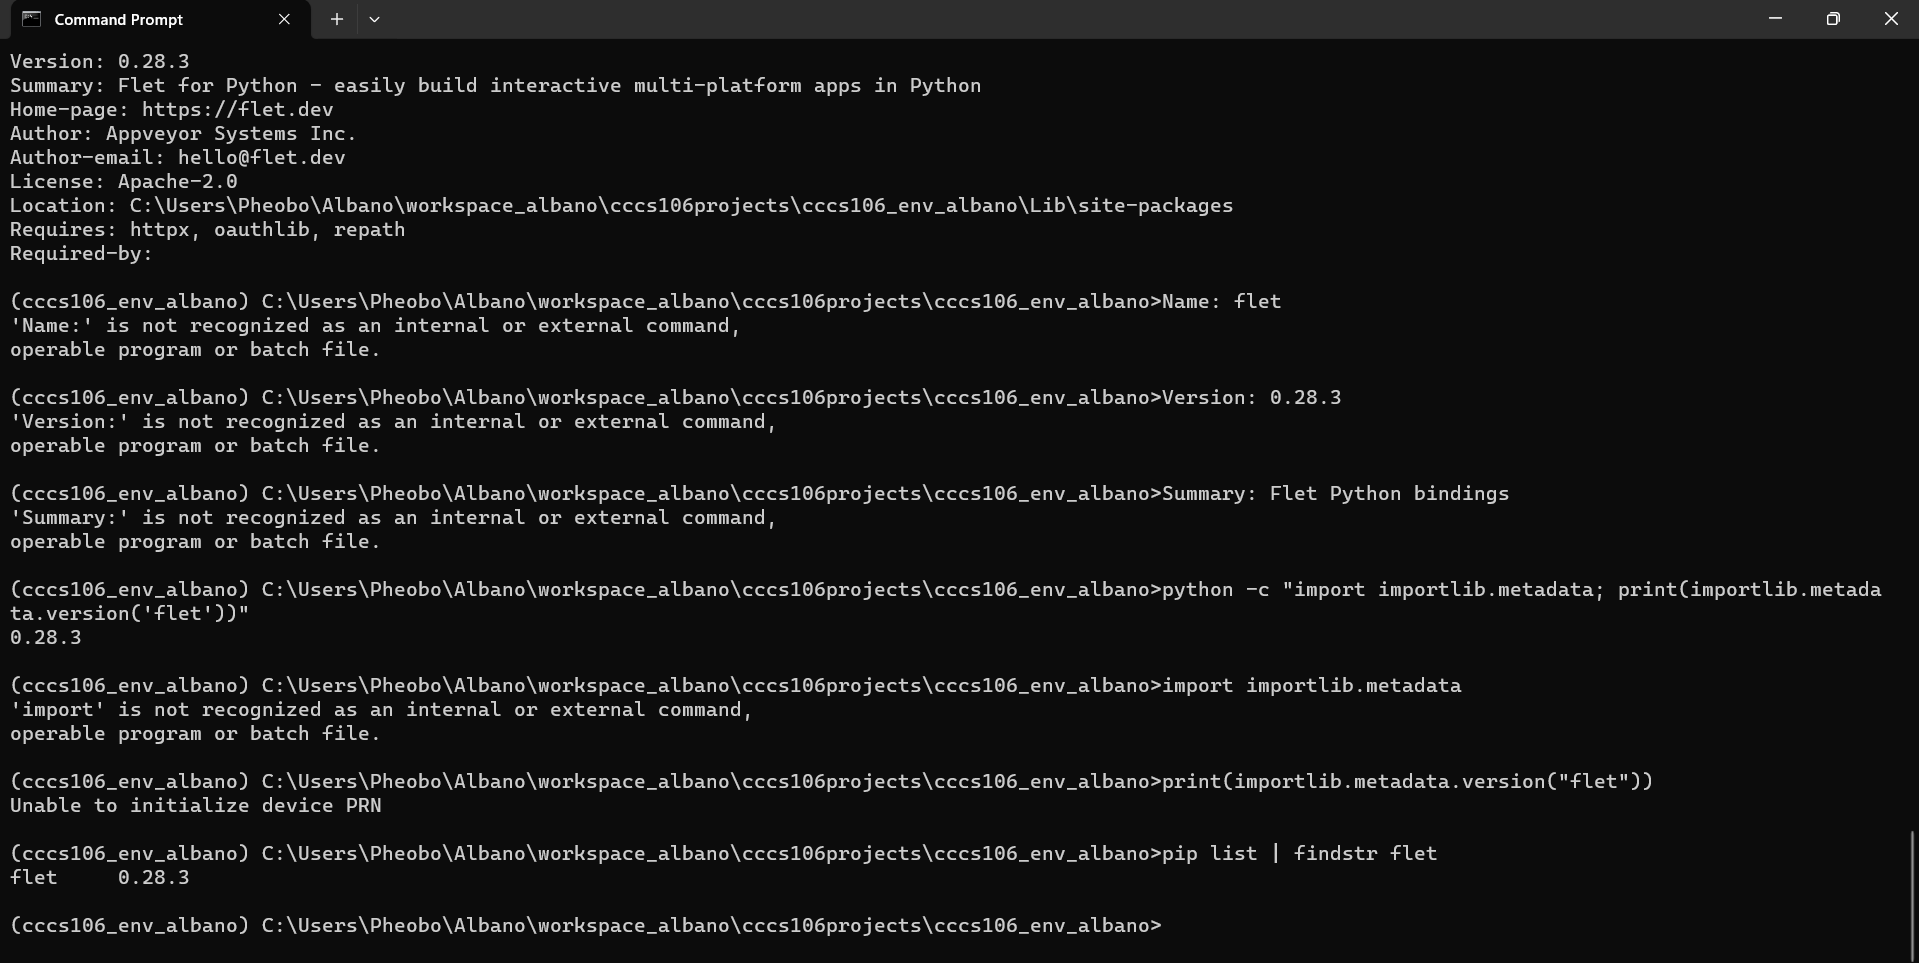 Command Prompt
Version: 0.28.3
Summary: Flet for Python - easily build interactive multi-platform apps in Python
Home-page: https://flet.dev
Author: Appveyor Systems Inc.
Author-email: hello@flet.dev
License: Apache-2.0
Location: C:\Users\Pheobo\Albano\workspace_albano\cccs106projects\cccs106_env_albano\Lib\site-packages
Requires: httpx, oauthlib, repath
Required-by:
(cccs106_env_albano) C:\Users\Pheobo\Albano\workspace_albano\cccs106projects\cccs106_env_albano>Name: flet
'Name:' is not recognized as an internal or external command,
operable program or batch file.
(cccs106_env_albano) C:\Users\Pheobo\Albano\workspace_albano\cccs106projects\cccs106_env_albano>Version: 0.28.3
'Version:' is not recognized as an internal or external command,
operable program or batch file.
(cccs106_env_albano) C:\Users\Pheobo\Albano\workspace_albano\cccs106projects\cccs106_env_albano>Summary: Flet Python bindings
'Summary:' is not recognized as an internal or external command,
operable program or batch file.
(cccs106_env_albano) C:\Users\Pheobo\Albano\workspace_albano\cccs106projects\cccs106_env_albano>python -c "import importlib.metadata; print(importlib.metada
ta.version('flet'))"
0.28.3
(cccs106_env_albano) C:\Users\Pheobo\Albano\workspace_albano\cccs106projects\cccs106_env_albano>import importlib.metadata
'import' is not recognized as an internal or external command,
operable program or batch file.
(cccs106_env_albano) C:\Users\Pheobo\Albano\workspace_albano\cccs106projects\cccs106_env_albano>print(importlib.metadata.version("flet"))
Unable to initialize device PRN
(cccs106_env_albano) C:\Users\Pheobo\Albano\workspace_albano\cccs106projects\cccs106_env_albano>pip list | findstr flet
flet     0.28.3
(cccs106_env_albano) C:\Users\Pheobo\Albano\workspace_albano\cccs106projects\cccs106_env_albano>